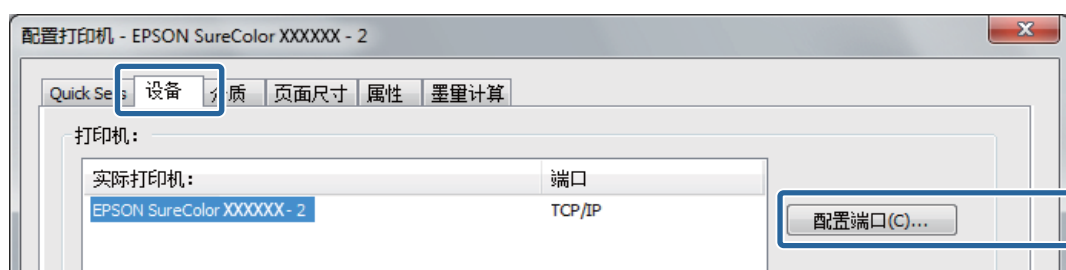 配置打印机 - EPSON SureColor XXXXXX - 2
Quick Sets 设备 介质 页面尺寸 属性 墨量计算
打印机:
实际打印机: 端口
EPSON SureColor XXXXXX - 2 TCP/IP
配置端口(C)...